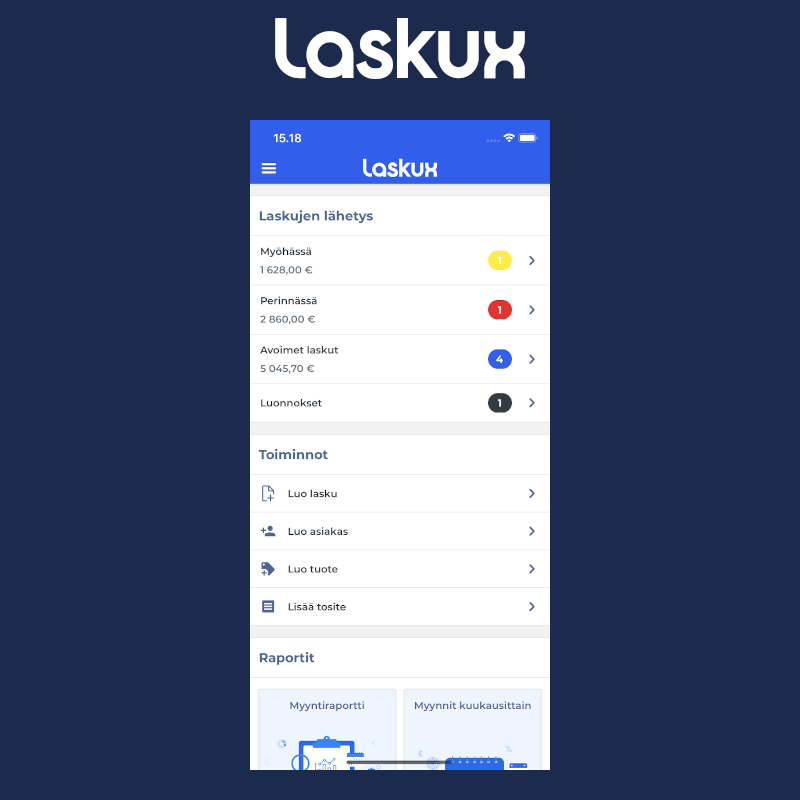 Laskux
15.18
Laskux
Laskujen lähetys
Myöhässä
1
1 628,00 €
Perinnässä
1
2 860,00 €
Avoimet laskut
4
5 045,70 €
Luonnokset
1
Toiminnot
Luo lasku
Luo asiakas
Luo tuote
Lisää tosite
Raportit
Myyntiraportti
Myynnit kuukausittain
€
%